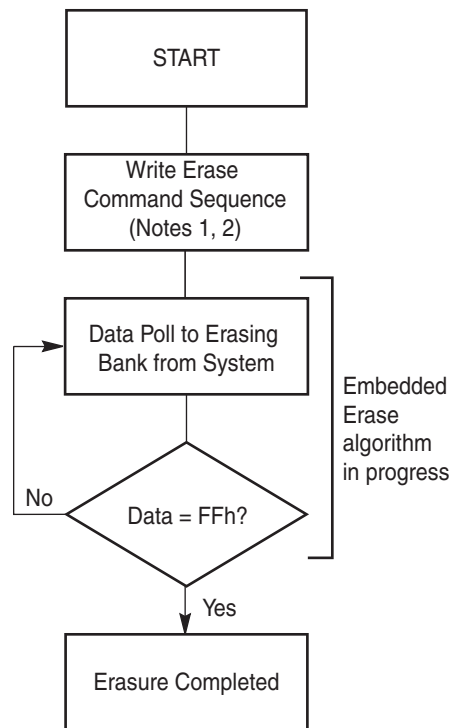 START
Write Erase
Command Sequence
(Notes 1, 2)
Data Poll to Erasing
Bank from System
Embedded
Erase
algorithm
in progress
No
Data = FFh?
Yes
Erasure Completed